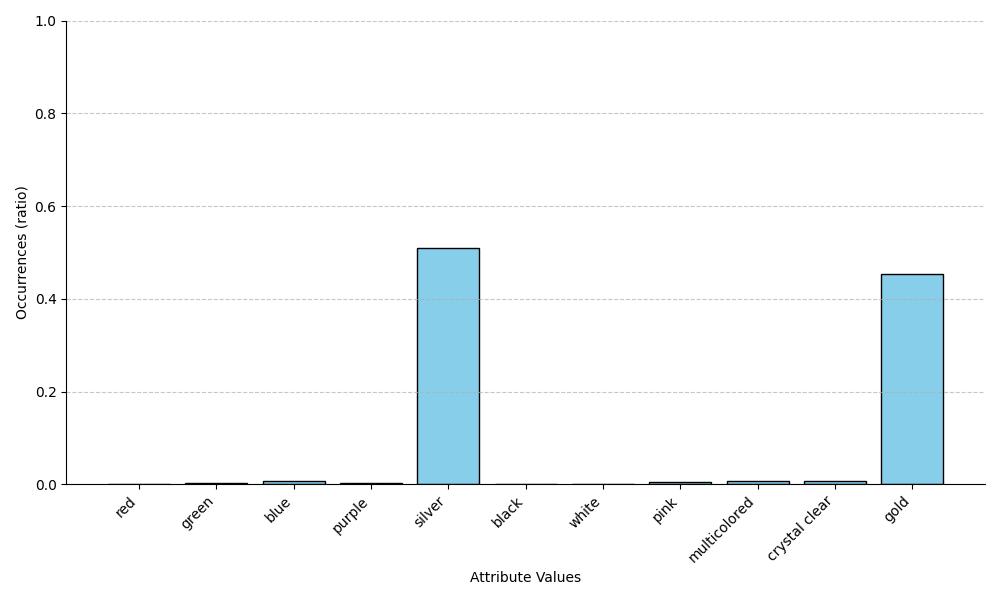 1.0
0.8
0.6
0.4
0.2
0.0
Occurrences (ratio)
red
green
blue
purple
silver
black
white
pink
multicolored
crystal clear
gold
Attribute Values